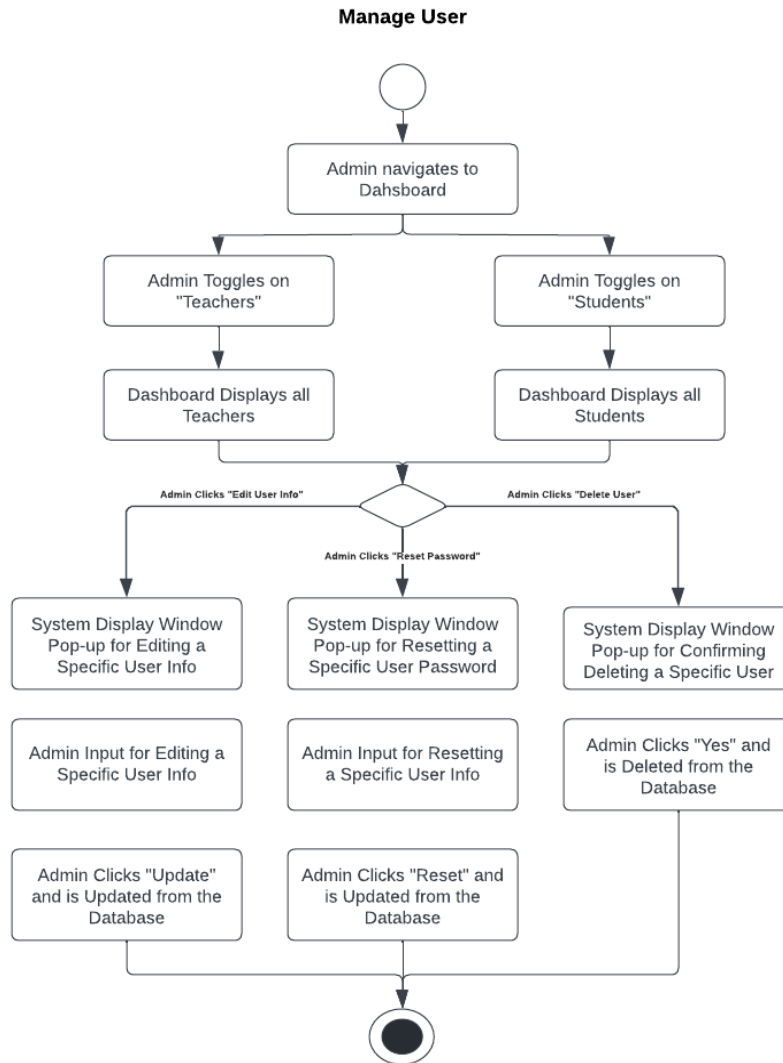 Manage User
Admin navigates to
Dahsboard
Admin Toggles on
"Teachers"
Admin Toggles on
"Students"
Dashboard Displays all
Teachers
Dashboard Displays all
Students
Admin Clicks "Edit User Info"
Admin Clicks "Delete User"
Admin Clicks "Reset Password"
System Display Window
Pop-up for Editing a
Specific User Info
System Display Window
Pop-up for Resetting a
Specific User Password
System Display Window
Pop-up for Confirming
Deleting a Specific User
Admin Input for Editing a
Specific User Info
Admin Input for Resetting
a Specific User Info
Admin Clicks "Yes" and
is Deleted from the
Database
Admin Clicks "Update"
and is Updated from the
Database
Admin Clicks "Reset" and
is Updated from the
Database